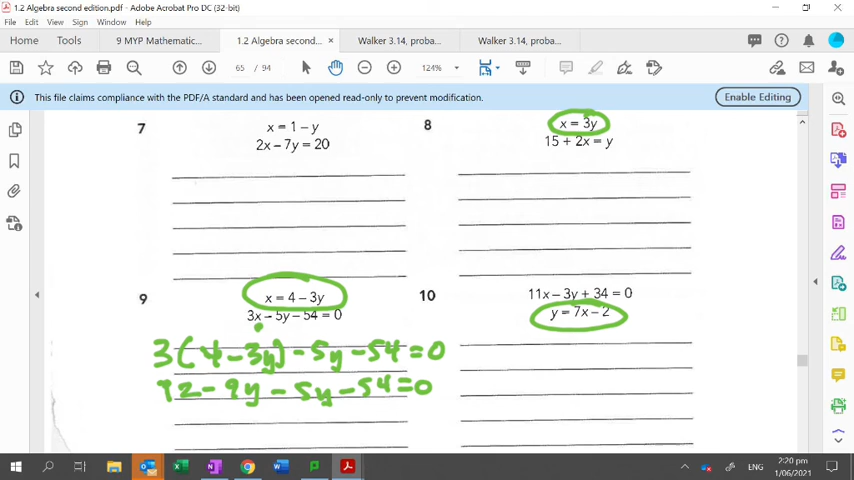 1.2 Algebra second edition.pdf - Adobe Acrobat Pro DC (32-bit)
File Edit View Sign Window Help
Home Tools 9 MYP Mathematic... 1.2 Algebra second... × Walker 3.14, proba... Walker 3.14, proba...
65 / 94 124%
This file claims compliance with the PDF/A standard and has been opened read-only to prevent modification. Enable Editing
7 x = 1 – y
2x – 7y = 20
8 x = 3y
15 + 2x = y
9 x = 4 – 3y
3x – 5y – 54 = 0
3(4-3y) -5y-54=0
12-9y-5y-54=0
10 11x – 3y + 34 = 0
y = 7x – 2
ENG 2:20 pm
1/06/2021